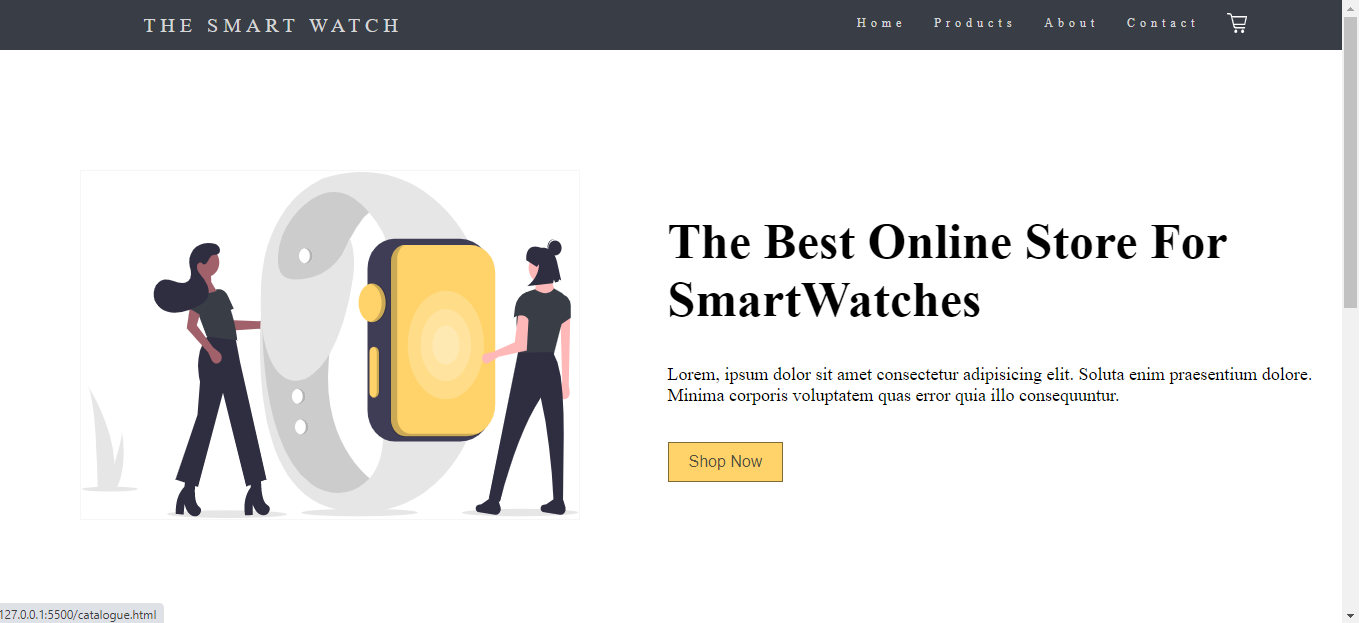 THE SMART WATCH
Home Products About Contact
The Best Online Store For
SmartWatches
Lorem, ipsum dolor sit amet consectetur adipisicing elit. Soluta enim praesentium dolore.
Minima corporis voluptatem quas error quia illo consequuntur.
Shop Now
127.0.0.1:5500/catalogue.html